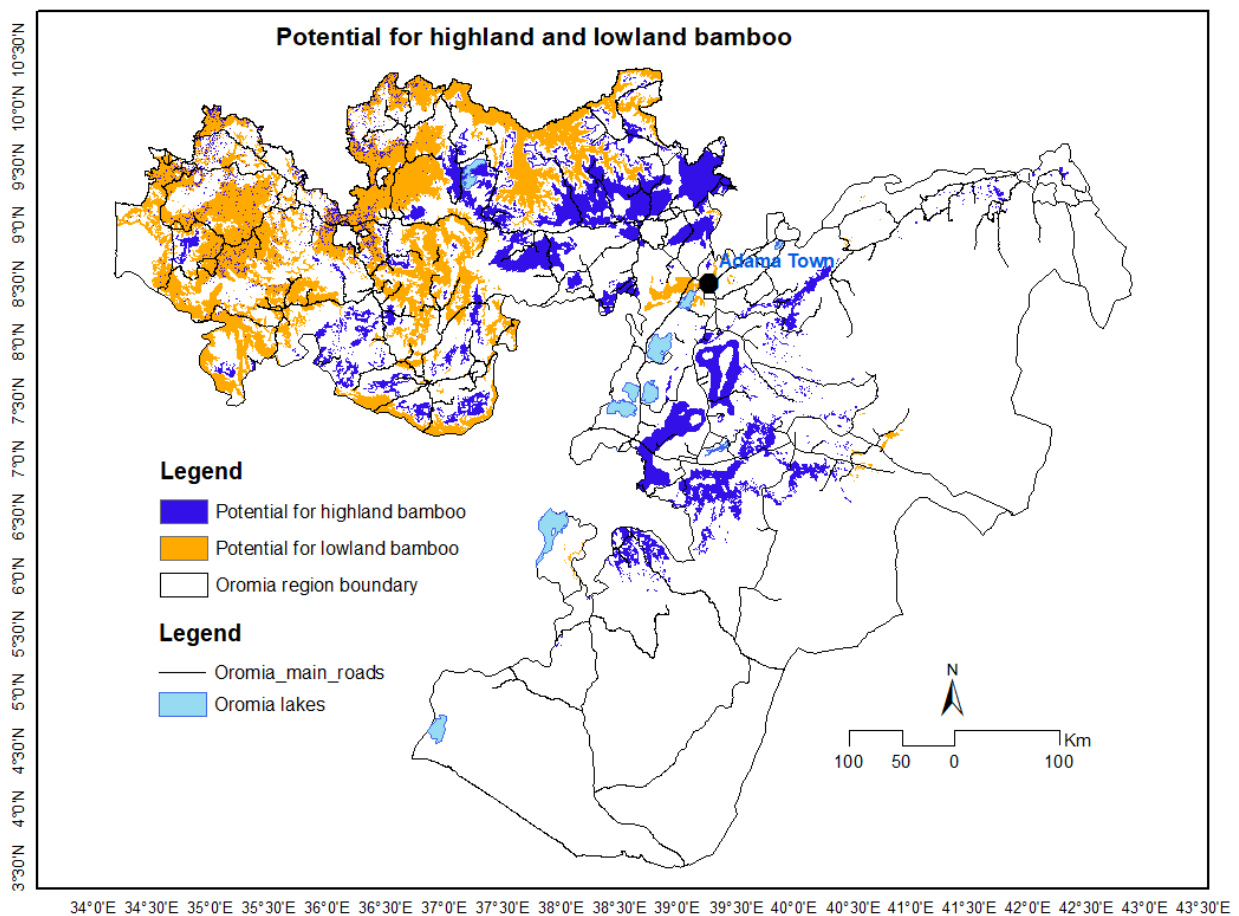 Potential for highland and lowland bamboo
10°30'N
10°0'N
9°30'N
9°0'N
8°30'N
8°0'N
7°30'N
7°0'N
6°30'N
6°0'N
5°30'N
5°0'N
4°30'N
4°0'N
3°30'N
Adama Town
Legend
Potential for highland bamboo
Potential for lowland bamboo
Oromia region boundary
Legend
Oromia_main_roads
Oromia lakes
N
Km
100 50 0 100
34°0'E 34°30'E 35°0'E 35°30'E 36°0'E 36°30'E 37°0'E 37°30'E 38°0'E 38°30'E 39°0'E 39°30'E 40°0'E 40°30'E 41°0'E 41°30'E 42°0'E 42°30'E 43°0'E 43°30'E